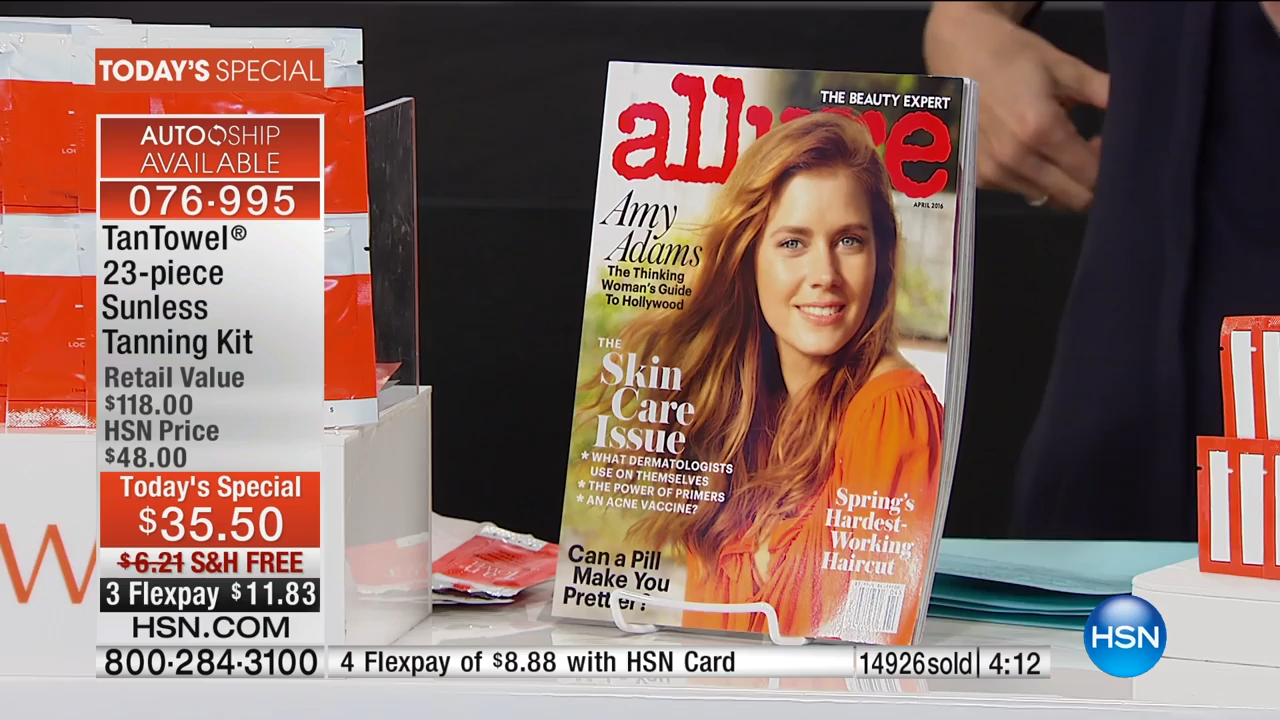 TODAY'S SPECIAL
AUTO SHIP
AVAILABLE
076·995
TanTowel®
23-piece
Sunless
Tanning Kit
Retail Value
$118.00
HSN Price
$48.00
Today's Special
$35.50
$6.21 S&H FREE
3 Flexpay $11.83
HSN.COM
800·284·3100
4 Flexpay of $8.88 with HSN Card
14926sold
4:12
HSN
allure
THE BEAUTY EXPERT
APRIL 2016
Amy
Adams
The Thinking
Woman's Guide
To Hollywood
THE
Skin
Care
Issue
* WHAT DERMATOLOGISTS
USE ON THEMSELVES
* THE POWER OF PRIMERS
* AN ACNE VACCINE?
Can a Pill
Make You
Prettier?
Spring's
Hardest-
Working
Haircut
W